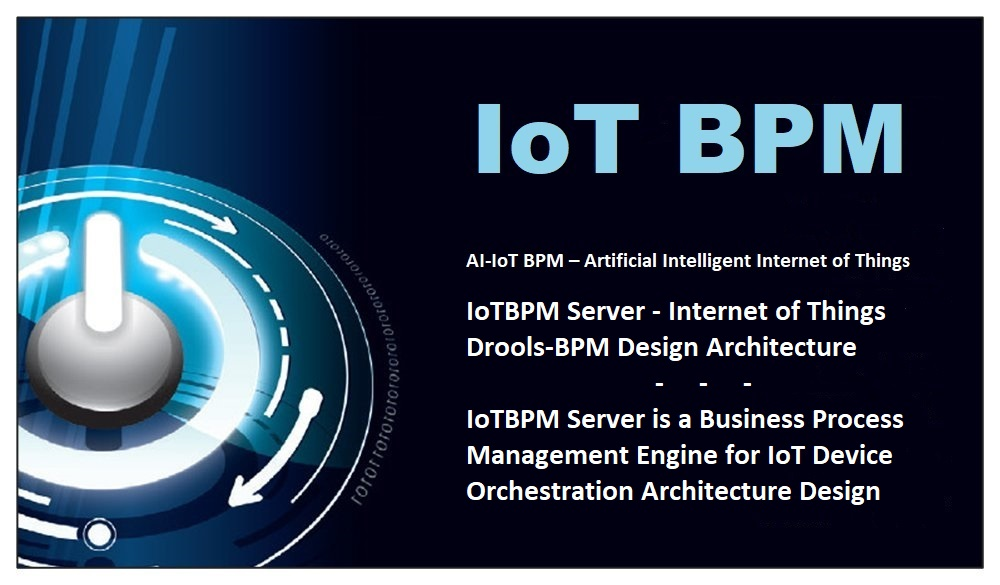 IoT BPM
AI-IoT BPM – Artificial Intelligent Internet of Things
IoTBPM Server - Internet of Things
Drools-BPM Design Architecture
- - -
IoTBPM Server is a Business Process
Management Engine for IoT Device
Orchestration Architecture Design